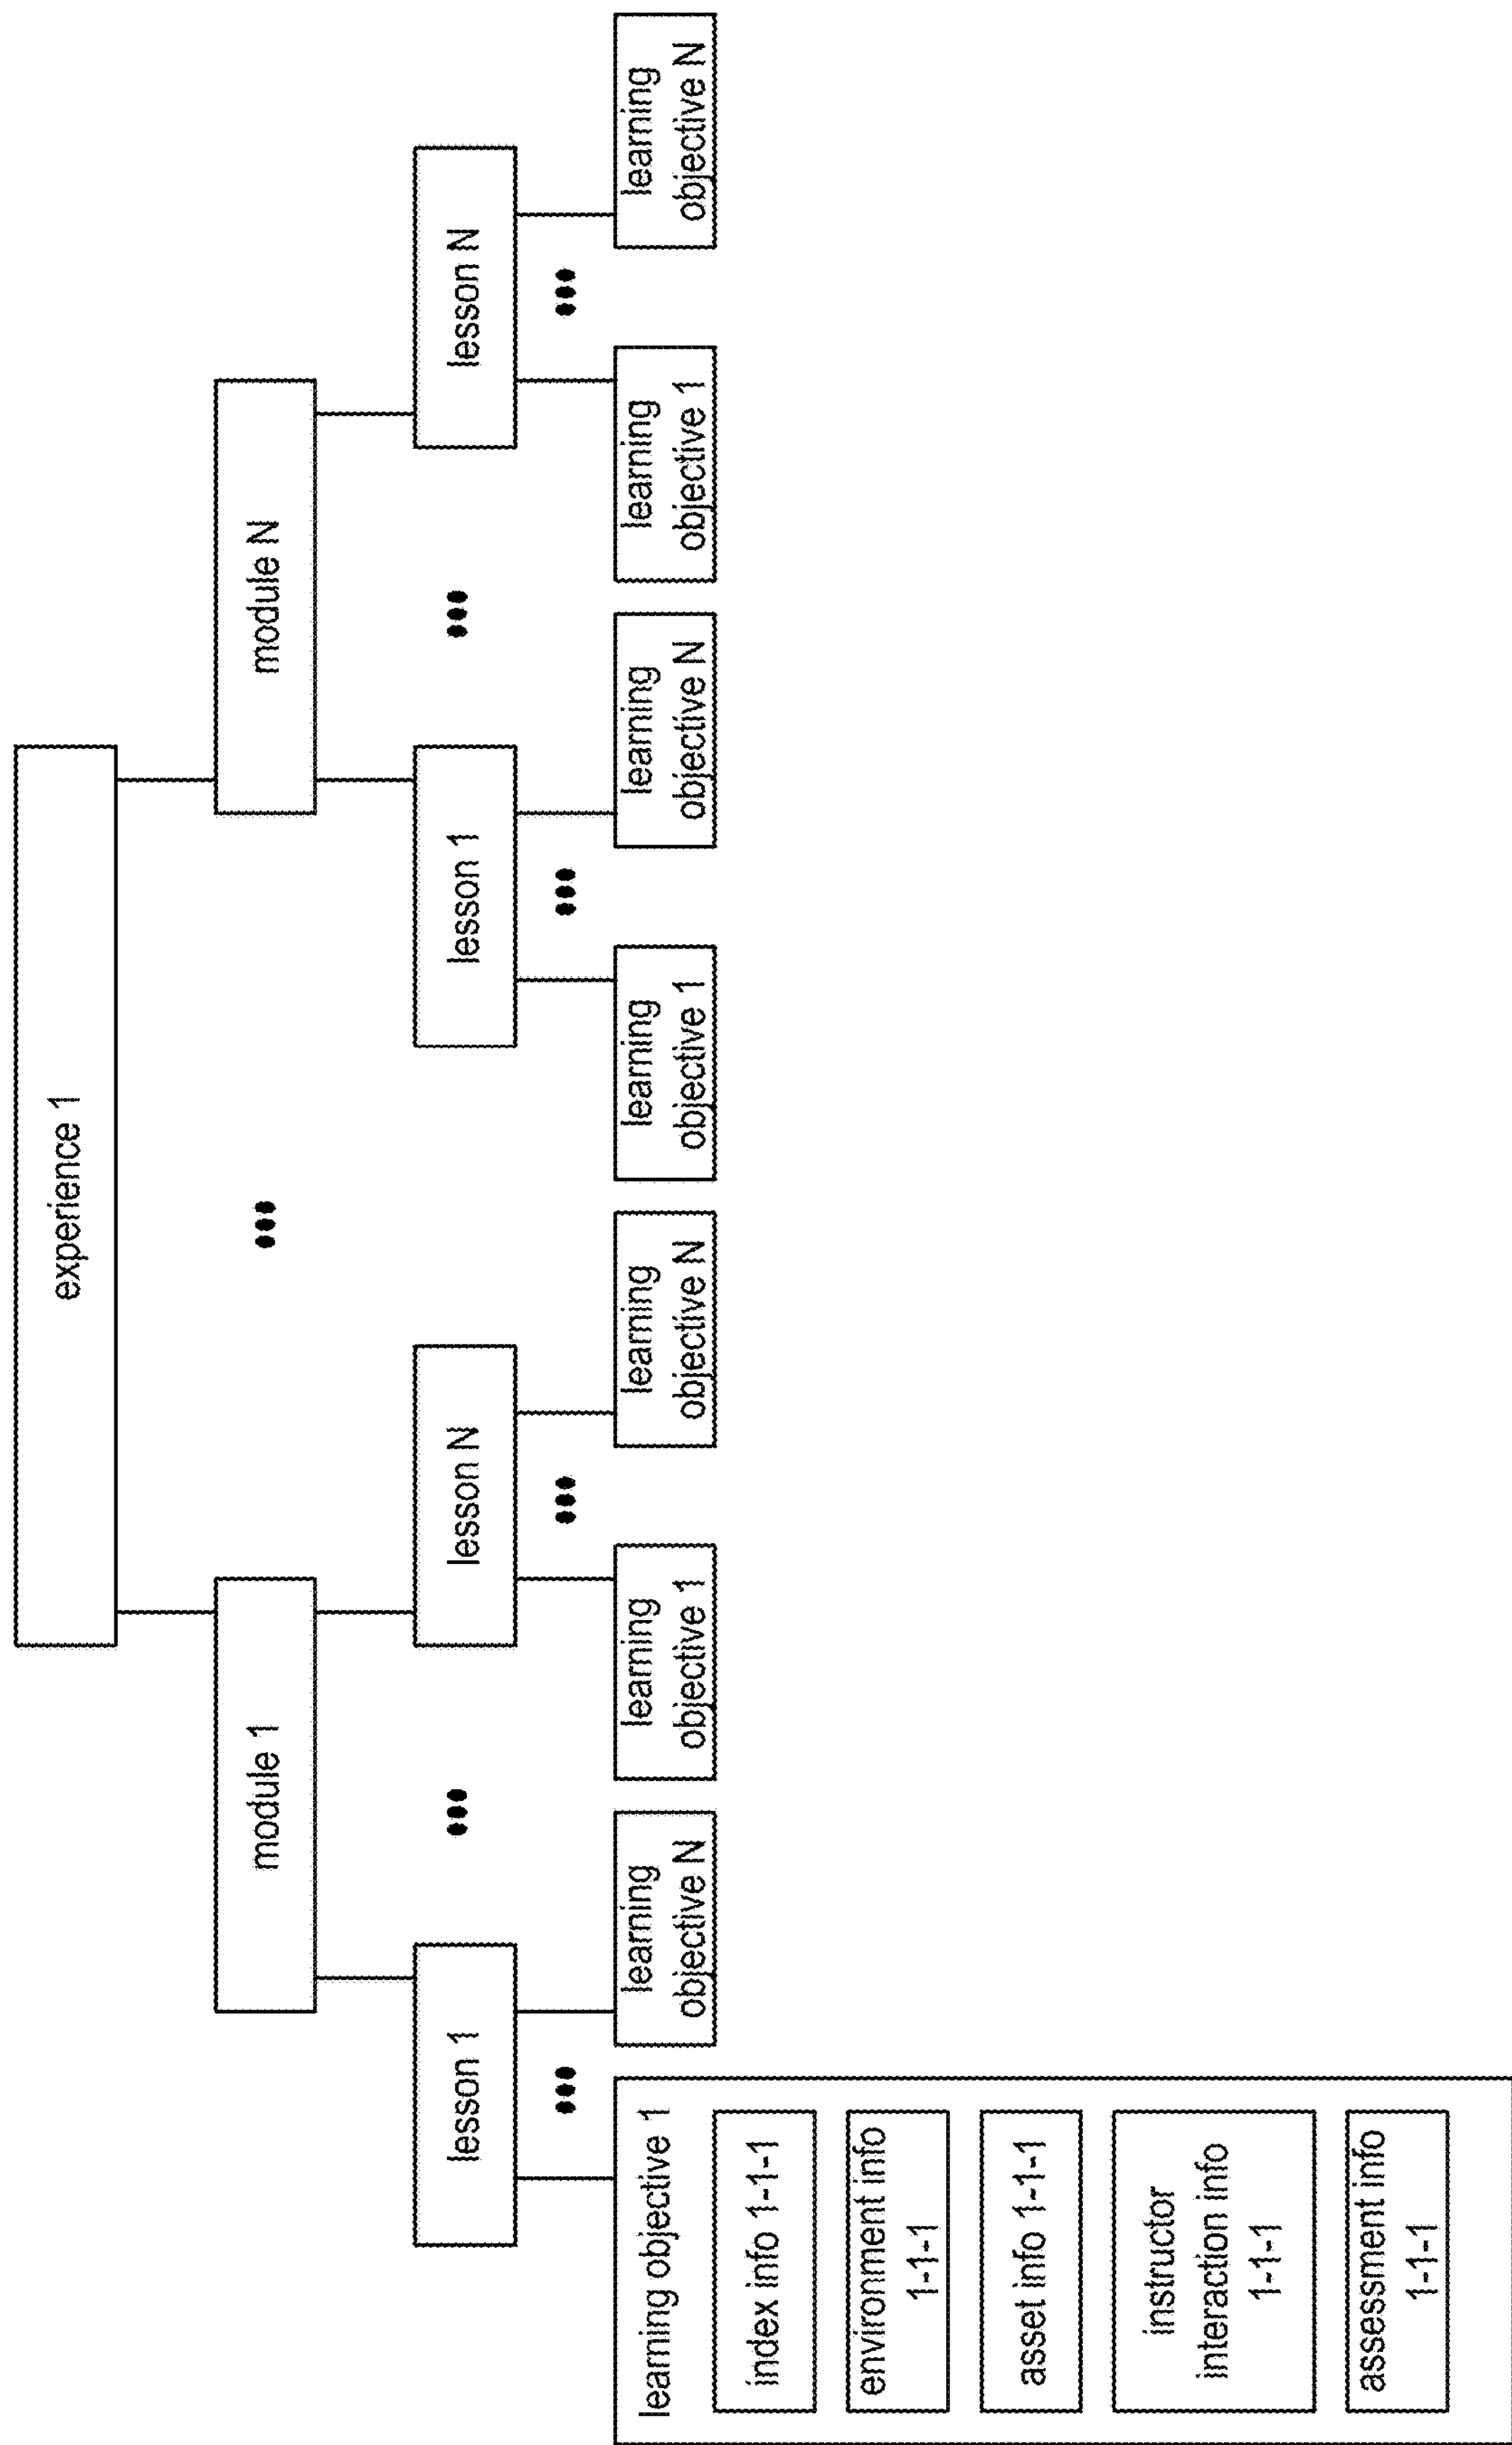 experience 1
module 1
module N
lesson 1
lesson N
lesson 1
lesson N
learning objective 1
index info 1-1-1
environment info
1-1-1
asset info 1-1-1
instructor
interaction info
1-1-1
assessment info
1-1-1
learning
objective N
learning
objective 1
learning
objective N
learning
objective 1
learning
objective N
learning
objective 1
learning
objective N